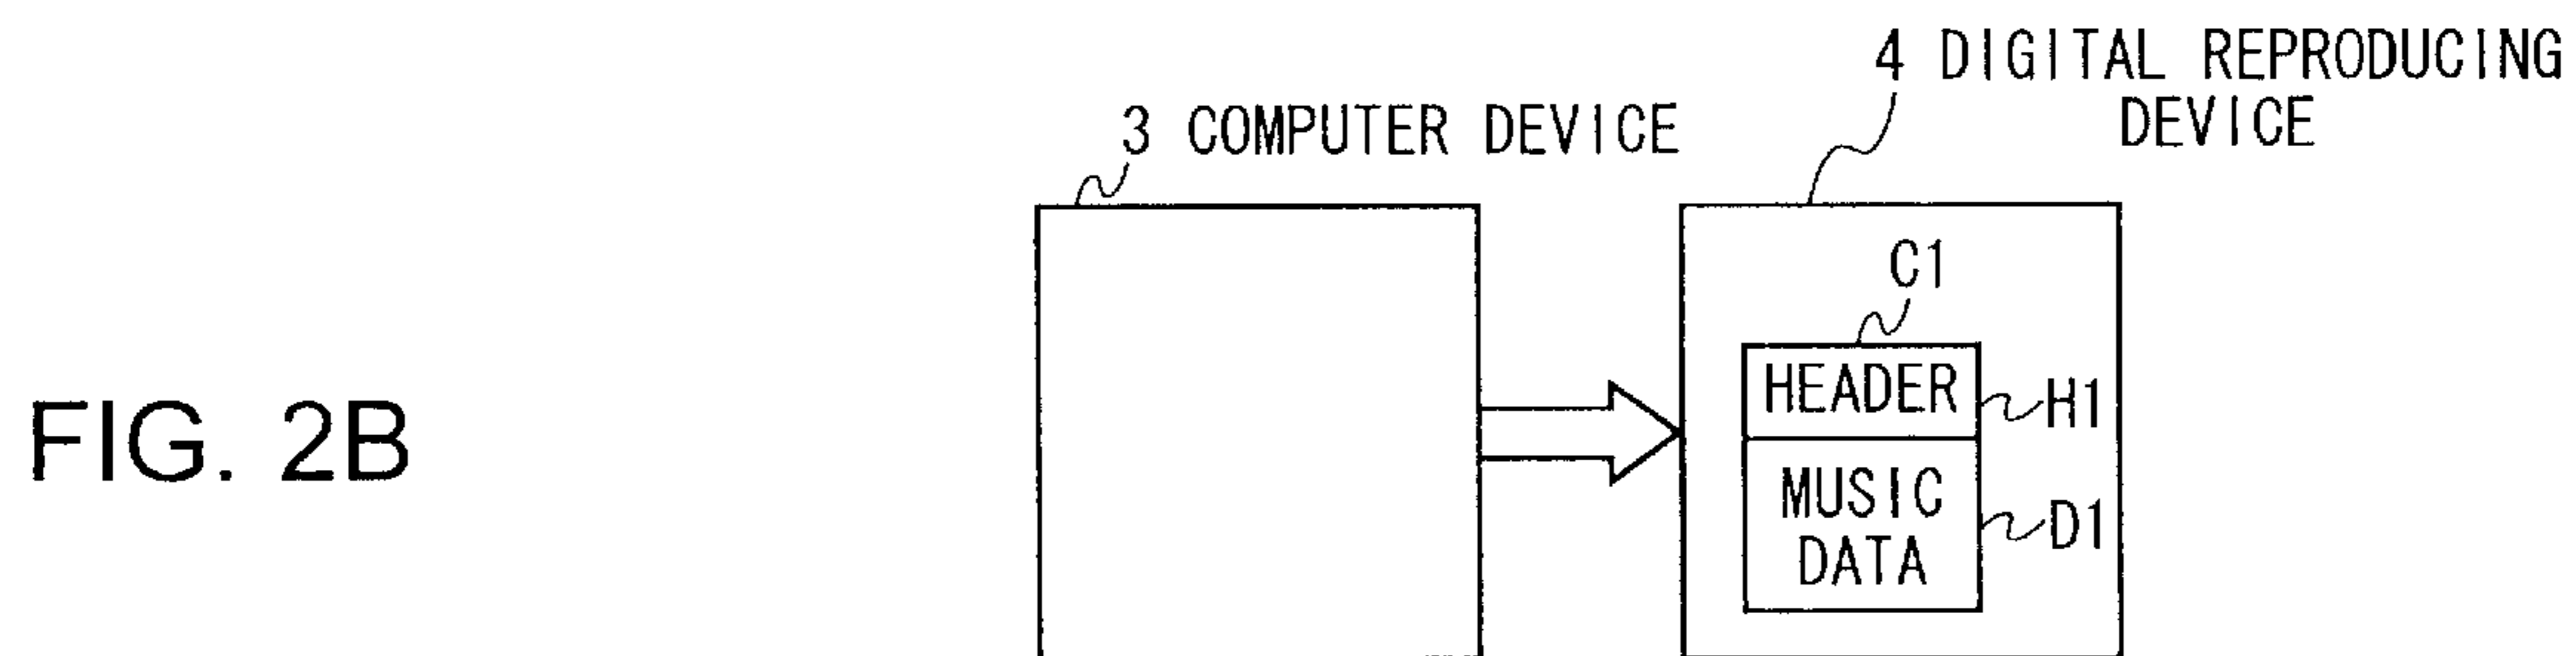 4 DIGITAL REPRODUCING
DEVICE
3 COMPUTER DEVICE
C1
HEADER
H1
FIG. 2B
MUSIC
DATA
D1